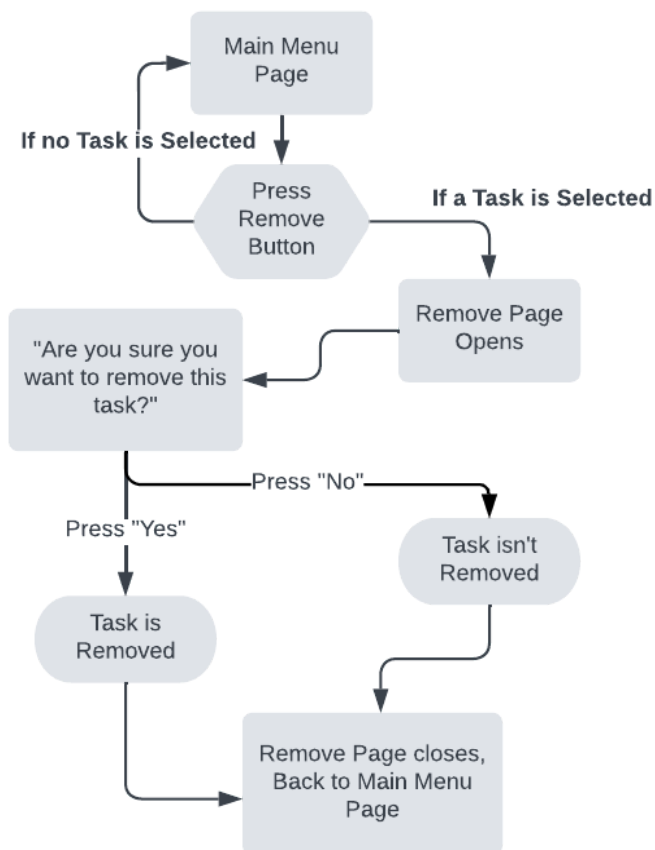 Main Menu
Page
If no Task is Selected
Press
Remove
Button
If a Task is Selected
Remove Page
Opens
"Are you sure you
want to remove this
task?"
Press "No"
Press "Yes"
Task isn't
Removed
Task is
Removed
Remove Page closes,
Back to Main Menu
Page